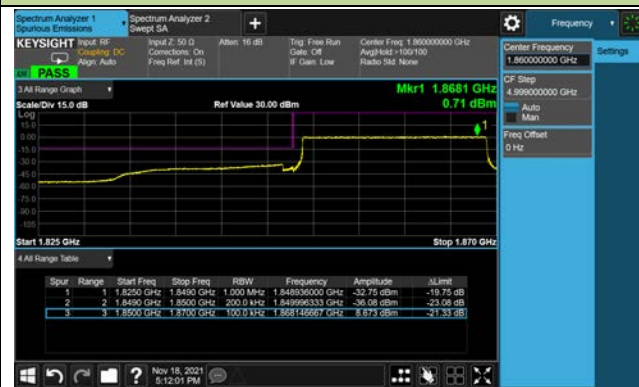 Spectrum Analyzer 1
Spurious Emissions
Spectrum Analyzer 2
Swept SA
Frequency
KEYSIGHT
Input: RF
Coupling: DC
Align: Auto
Input Z: 50 Ω
Corrections: On
Freq Ref: Int (S)
Atten: 16 dB
Trig: Free Run
Gate: Off
IF Gain: Low
Center Freq: 1.860000000 GHz
Avg|Hold:>100/100
Radio Std: None
PASS
Center Frequency
1.860000000 GHz
Settings
CF Step
4.999000000 GHz
Auto
Man
Freq Offset
0 Hz
3 All Range Graph
Mkr1 1.8681 GHz
Scale/Div 15.0 dB
Ref Value 30.00 dBm
0.71 dBm
Log
15.0
0.00
-15.0
-30.0
-45.0
-60.0
-75.0
-90.0
-105
1
Start 1.825 GHz
Stop 1.870 GHz
4 All Range Table
Spur Range Start Freq Stop Freq RBW Frequency Amplitude ΔLimit
1 1 1.8250 GHz 1.8490 GHz 1.000 MHz 1.848936000 GHz -32.75 dBm -19.75 dB
2 2 1.8490 GHz 1.8500 GHz 200.0 kHz 1.849996333 GHz -36.08 dBm -23.08 dB
3 3 1.8500 GHz 1.8700 GHz 100.0 kHz 1.868146667 GHz 8.673 dBm -21.33 dB
Nov 18, 2021
5:12:01 PM